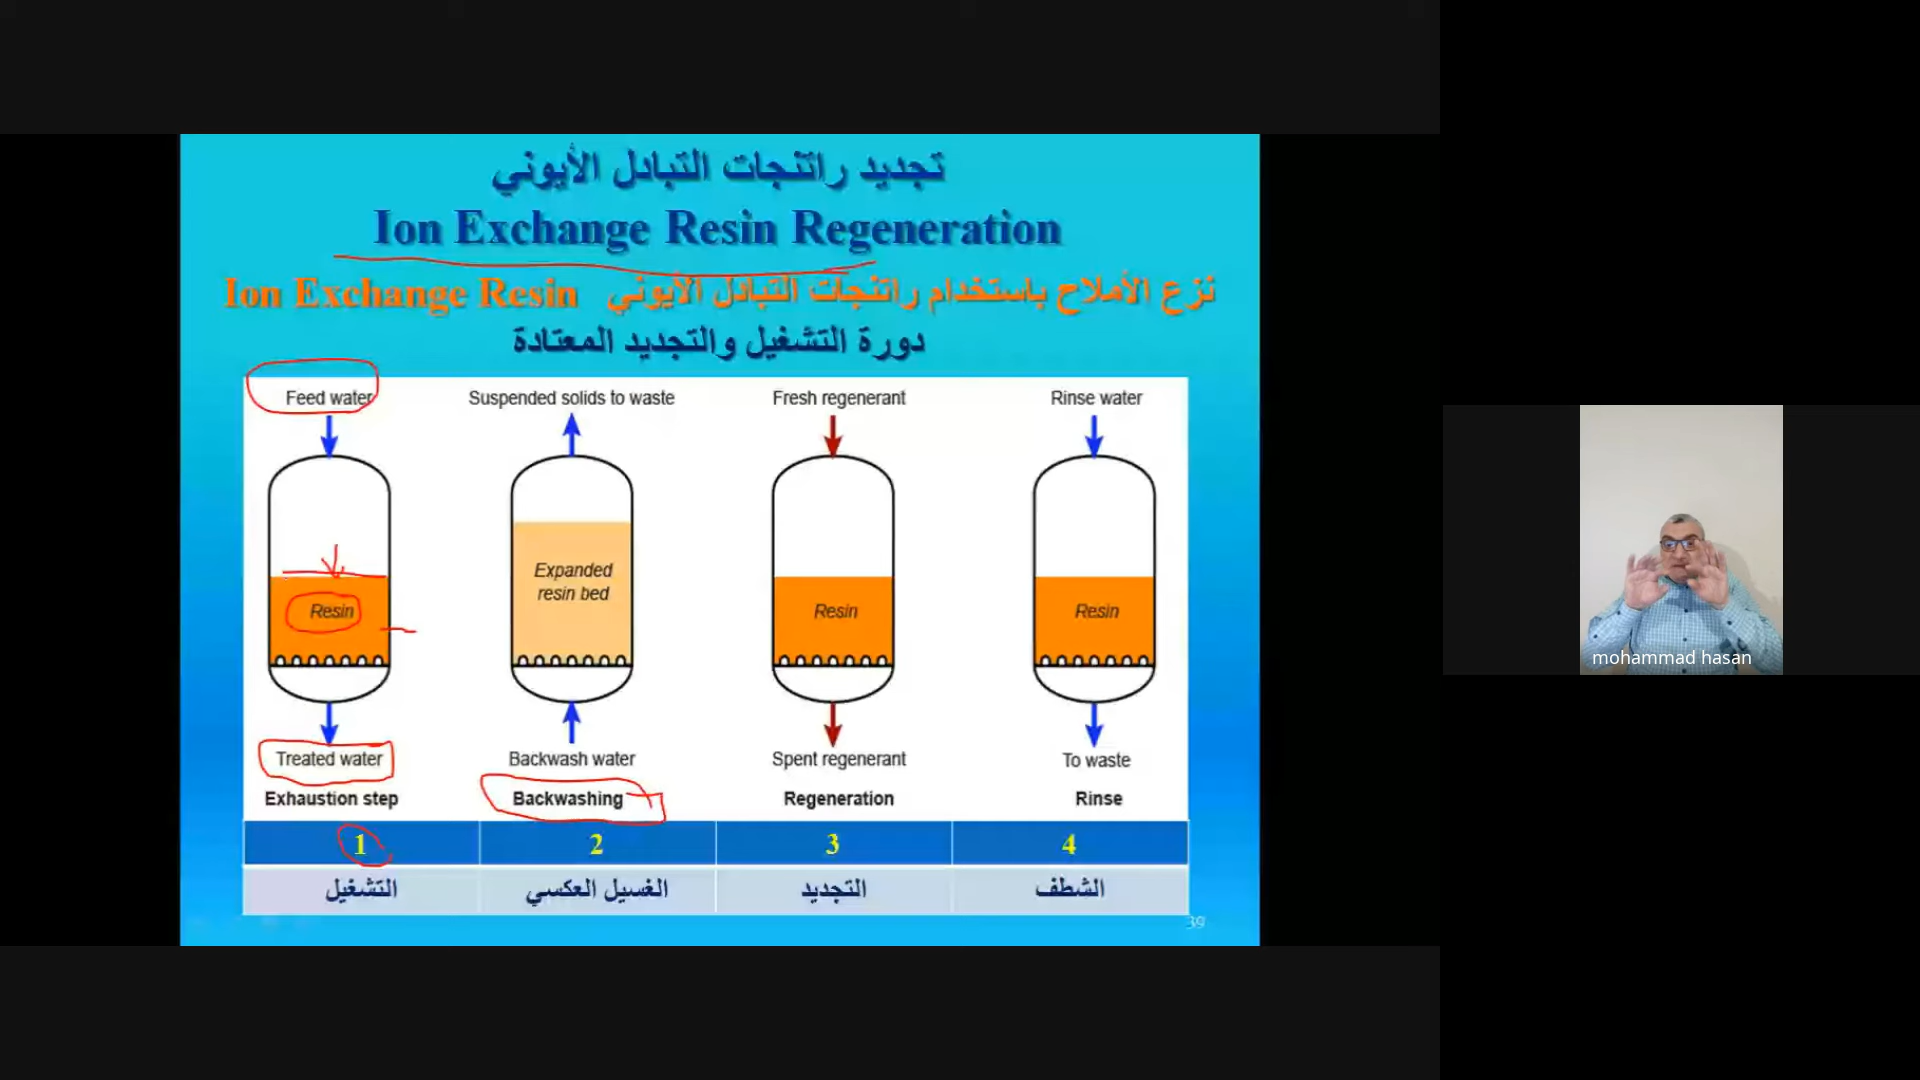 تجديد راتنجات التبادل الأيوني
Ion Exchange Resin Regeneration
نزع الأملاح باستخدام راتنجات التبادل الأيوني Ion Exchange Resin
دورة التشغيل والتجديد المعتادة
Feed water Suspended solids to waste Fresh regenerant Rinse water
Expanded
resin bed
Resin Resin Resin
Treated water Backwash water Spent regenerant To waste
Exhaustion step Backwashing Regeneration Rinse
1 2 3 4
التشغيل الغسيل العكسي التجديد الشطف
39
mohammad hasan